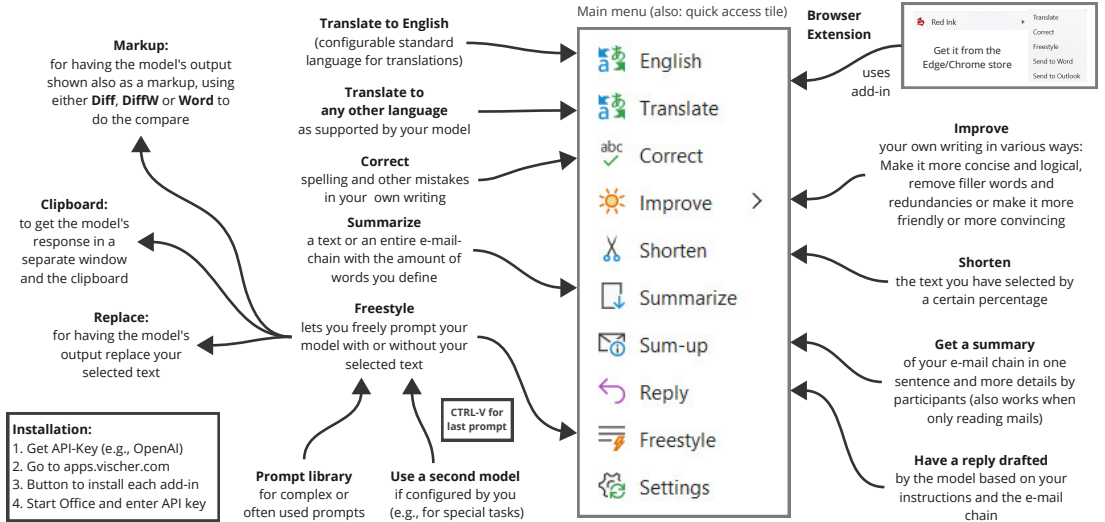 Main menu (also: quick access tile)
Markup:
for having the model's output
shown also as a markup, using
either Diff, DiffW or Word to
do the compare
Clipboard:
to get the model's
response in a
separate window
and the clipboard
Replace:
for having the model's
output replace your
selected text
Installation:
1. Get API-Key (e.g., OpenAI)
2. Go to apps.vischer.com
3. Button to install each add-in
4. Start Office and enter API key
Translate to English
(configurable standard
language for translations)
Translate to
any other language
as supported by your model
Correct
spelling and other mistakes
in your own writing
Summarize
a text or an entire e-mail-
chain with the amount of
words you define
Freestyle
lets you freely prompt your
model with or without your
selected text
CTRL-V for
last prompt
Prompt library
for complex or
often used prompts
Use a second model
if configured by you
(e.g., for special tasks)
English
Translate
abc
Correct
Improve
Shorten
Summarize
Sum-up
Reply
Freestyle
Settings
Browser
Extension
uses
add-in
Red Ink
Get it from the
Edge/Chrome store
Translate
Correct
Freestyle
Send to Word
Send to Outlook
Improve
your own writing in various ways:
Make it more concise and logical,
remove filler words and
redundancies or make it more
friendly or more convincing
Shorten
the text you have selected by
a certain percentage
Get a summary
of your e-mail chain in one
sentence and more details by
participants (also works when
only reading mails)
Have a reply drafted
by the model based on your
instructions and the e-mail
chain